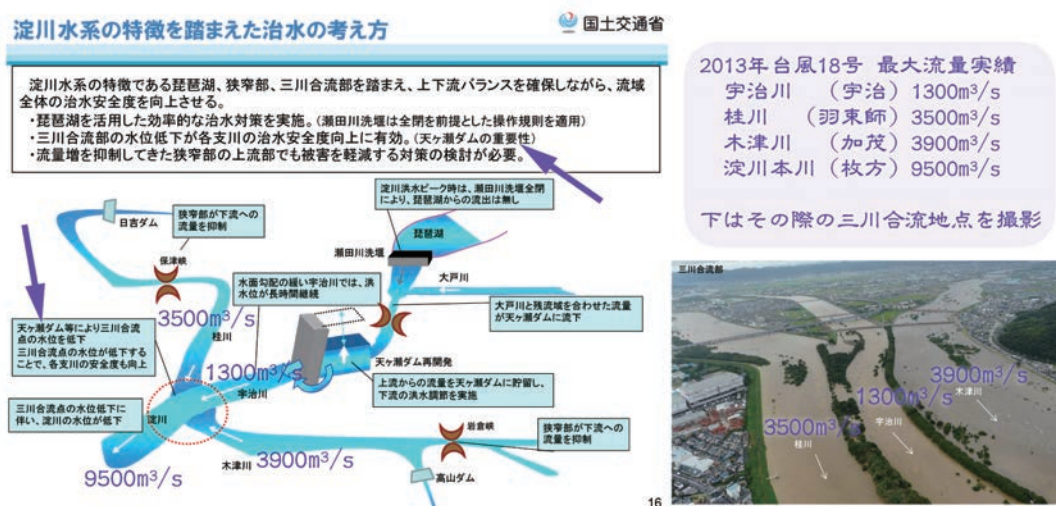 淀川水系の特徴を踏まえた治水の考え方
国土交通省
淀川水系の特徴である琵琶湖、狭窄部、三川合流部を踏まえ、上下流バランスを確保しながら、流域
全体の治水安全度を向上させる。
・琵琶湖を活用した効率的な治水対策を実施。(瀬田川洗堰は全閉を前提とした操作規則を適用)
・三川合流部の水位低下が各支川の治水安全度向上に有効。(天ヶ瀬ダムの重要性)
・流量増を抑制してきた狭窄部の上流部でも被害を軽減する対策の検討が必要。
淀川洪水ピーク時は、瀬田川洗堰全閉
により、琵琶湖からの流出は無し
日吉ダム
狭窄部が下流への
流量を抑制
琵琶湖
瀬田川洗堰
保津峡
水面勾配の緩い宇治川では、洪
水位が長時間継続
大戸川
大戸川と残流域を合わせた流量
が天ヶ瀬ダムに流下
3500m³/s
桂川
天ヶ瀬ダム等により三川合流
点の水位を低下
三川合流点の水位が低下する
ことで、各支川の安全度も向上
天ヶ瀬ダム再開発
1300m³/s
宇治川
上流からの流量を天ヶ瀬ダムに貯留し、
下流の洪水調節を実施
三川合流点の水位低下に
伴い、淀川の水位が低下
淀川
岩倉峡
狭窄部が下流への
流量を抑制
3900m³/s
木津川
9500m³/s
高山ダム
16
2013年台風18号 最大流量実績
宇治川 (宇治) 1300m³/s
桂川 (羽束師) 3500m³/s
木津川 (加茂) 3900m³/s
淀川本川 (枚方) 9500m³/s
下はその際の三川合流地点を撮影
三川合流部
3900m³/s
木津川
1300m³/s
宇治川
3500m³/s
桂川